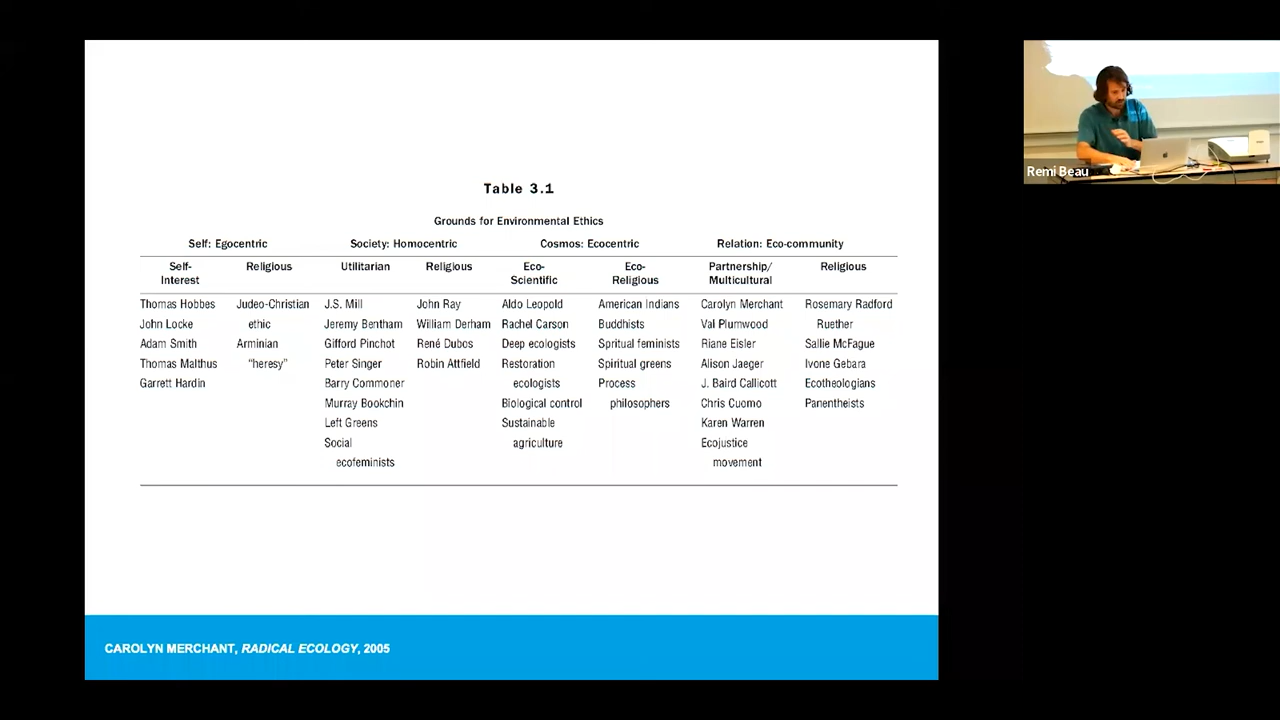 Table 3.1
Grounds for Environmental Ethics
Self: Egocentric Society: Homocentric Cosmos: Ecocentric Relation: Eco-community
Self- Religious Utilitarian Religious Eco- Eco- Partnership/ Religious
Interest Scientific Religious Multicultural
Thomas Hobbes Judeo-Christian J.S. Mill John Ray Aldo Leopold American Indians Carolyn Merchant Rosemary Radford
John Locke ethic Jeremy Bentham William Derham Rachel Carson Buddhists Val Plumwood Ruether
Adam Smith Arminian Gifford Pinchot René Dubos Deep ecologists Spritual feminists Riane Eisler Sallie McFague
Thomas Malthus "heresy" Peter Singer Robin Attfield Restoration Spiritual greens Alison Jaeger Ivone Gebara
Garrett Hardin Barry Commoner ecologists Process J. Baird Callicott Ecotheologians
Murray Bookchin Biological control philosophers Chris Cuomo Panentheists
Left Greens Sustainable Karen Warren
Social agriculture Ecojustice
ecofeminists movement
CAROLYN MERCHANT, RADICAL ECOLOGY, 2005
Remi Beau